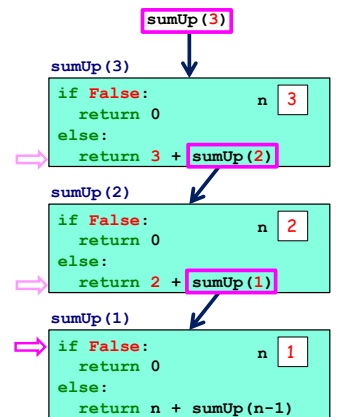 sumUp(3)
sumUp(3)
if False: n 3
return 0
else:
return 3 + sumUp(2)
sumUp(2)
if False: n 2
return 0
else:
return 2 + sumUp(1)
sumUp(1)
if False: n 1
return 0
else:
return n + sumUp(n-1)